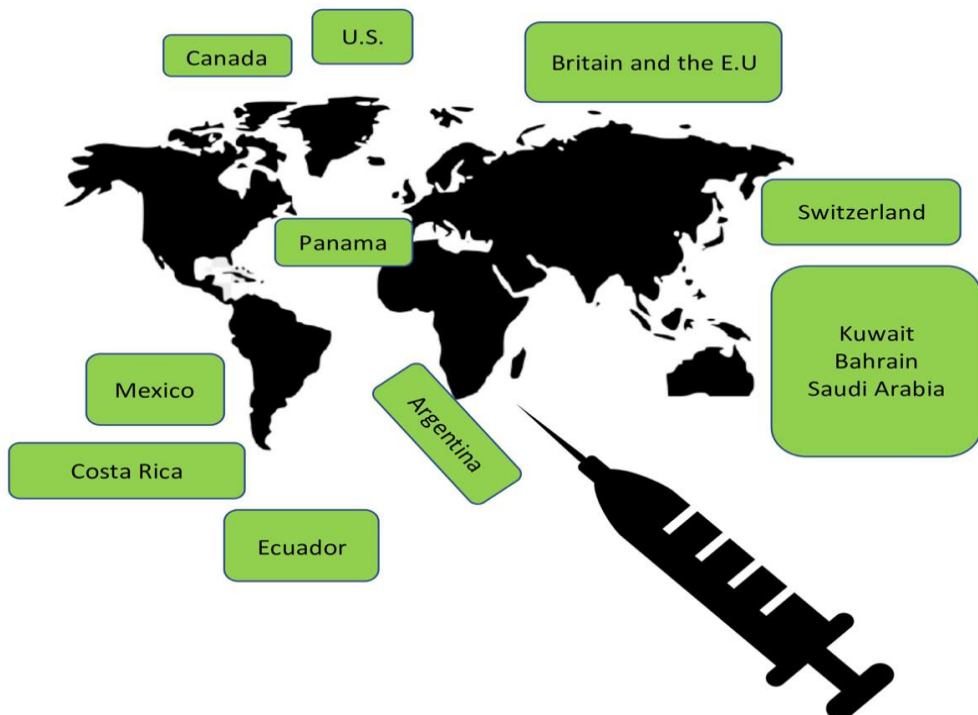 U.S.
Canada
Britain and the E.U
Switzerland
Panama
Kuwait
Bahrain
Saudi Arabia
Mexico
Argentina
Costa Rica
Ecuador